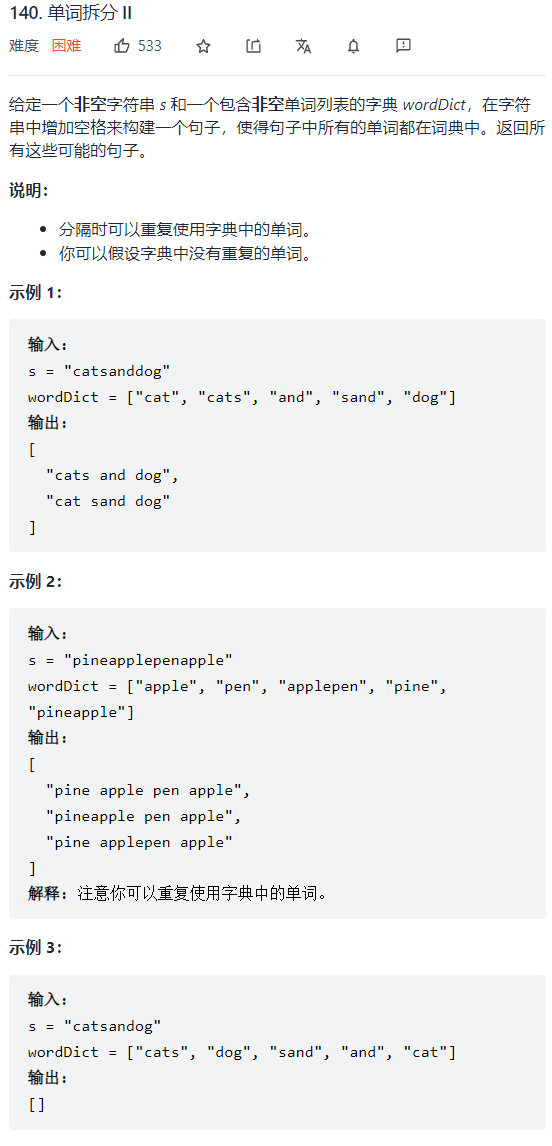 140. 单词拆分 II
难度 困难 533
给定一个非空字符串 s 和一个包含非空单词列表的字典 wordDict，在字符
串中增加空格来构建一个句子，使得句子中所有的单词都在词典中。返回所
有这些可能的句子。
说明：
分隔时可以重复使用字典中的单词。
你可以假设字典中没有重复的单词。
示例 1：
输入:
s = "catsanddog"
wordDict = ["cat", "cats", "and", "sand", "dog"]
输出:
[
"cats and dog",
"cat sand dog"
]
示例 2：
输入:
s = "pineapplepenapple"
wordDict = ["apple", "pen", "applepen", "pine",
"pineapple"]
输出:
[
"pine apple pen apple",
"pineapple pen apple",
"pine applepen apple"
]
解释: 注意你可以重复使用字典中的单词。
示例 3：
输入:
s = "catsandog"
wordDict = ["cats", "dog", "sand", "and", "cat"]
输出:
[]